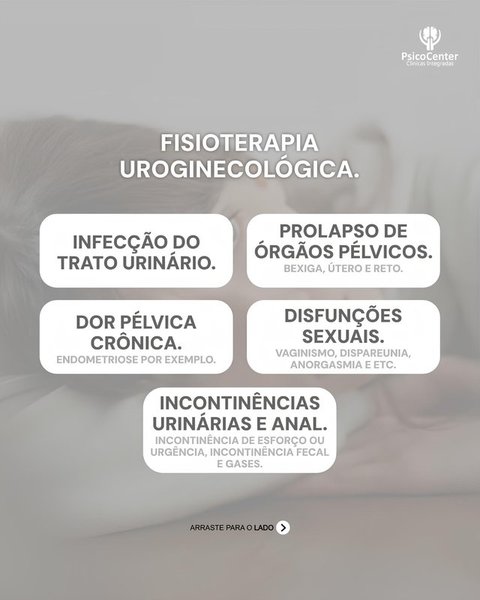 PsicoCenter
Clínicas Integradas
FISIOTERAPIA
UROGINECOLÓGICA.
INFECÇÃO DO
TRATO URINÁRIO.
PROLAPSO DE
ÓRGÃOS PÉLVICOS.
BEXIGA, ÚTERO E RETO.
DOR PÉLVICA
CRÔNICA.
ENDOMETRIOSE POR EXEMPLO.
DISFUNÇÕES
SEXUAIS.
VAGINISMO, DISPAREUNIA,
ANORGASMIA E ETC.
INCONTINÊNCIAS
URINÁRIAS E ANAL.
INCONTINÊNCIA DE ESFORÇO OU
URGÊNCIA, INCONTINÊNCIA FECAL
E GASES.
ARRASTE PARA O LADO